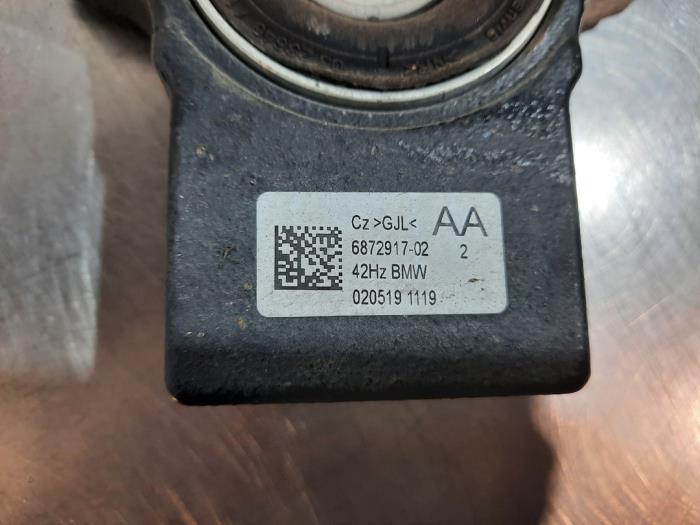 Cz >GJL< AA
6872917-02 2
42Hz BMW
020519 1119